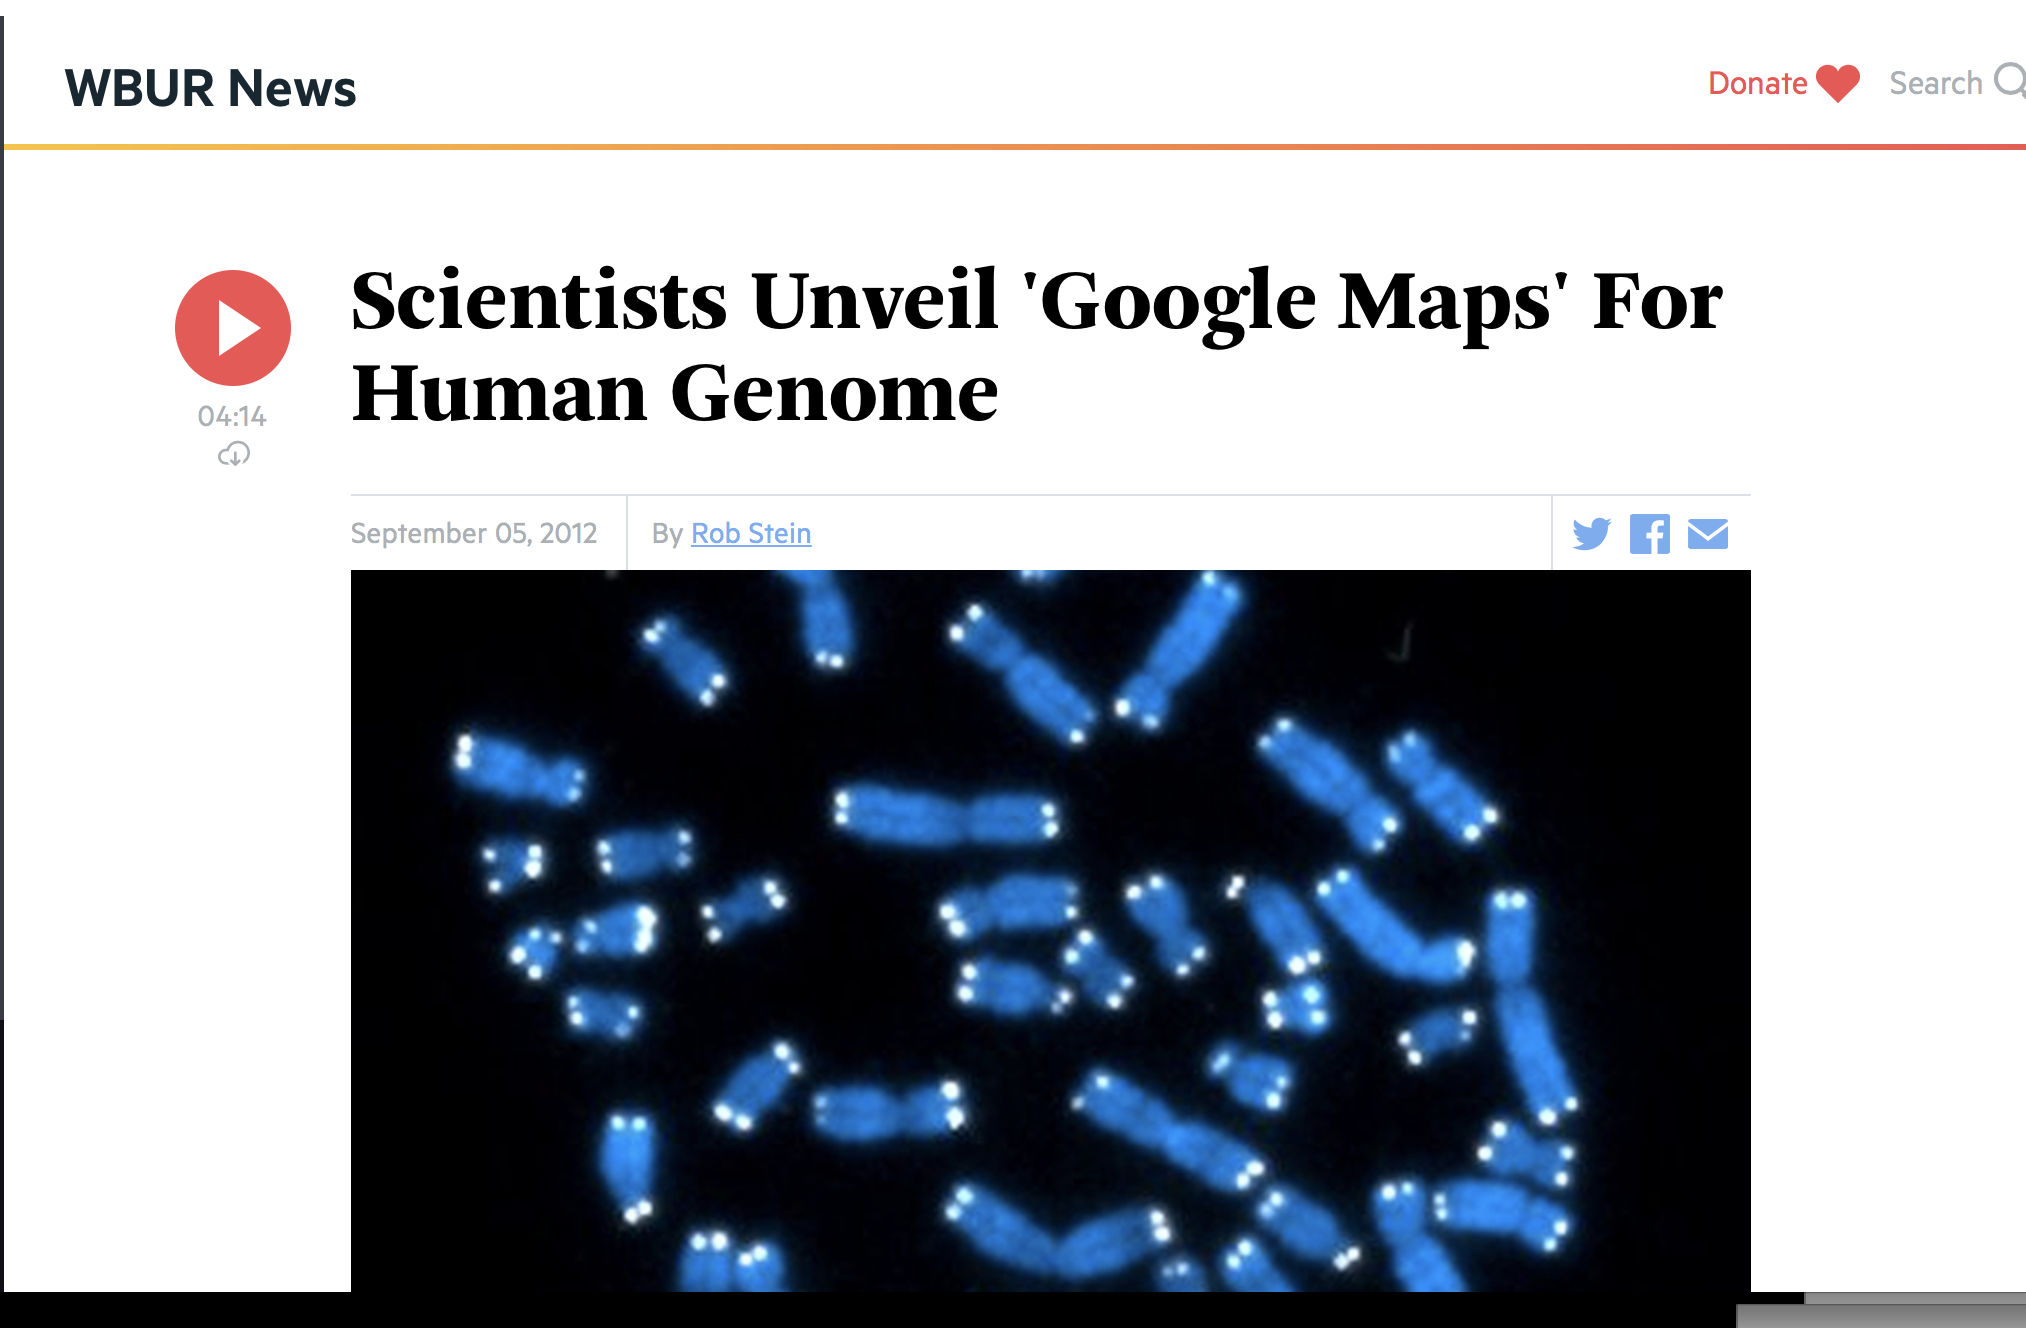 WBUR News
Donate
Search
Scientists Unveil 'Google Maps' For
Human Genome
04:14
September 05, 2012
By Rob Stein